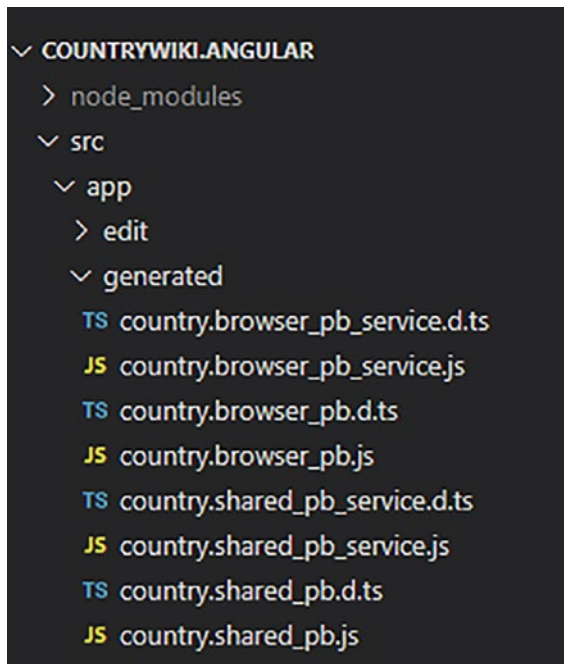 COUNTRYWIKI.ANGULAR
node_modules
src
app
edit
generated
TS country.browser_pb_service.d.ts
JS country.browser_pb_service.js
TS country.browser_pb.d.ts
JS country.browser_pb.js
TS country.shared_pb_service.d.ts
JS country.shared_pb_service.js
TS country.shared_pb.d.ts
JS country.shared_pb.js